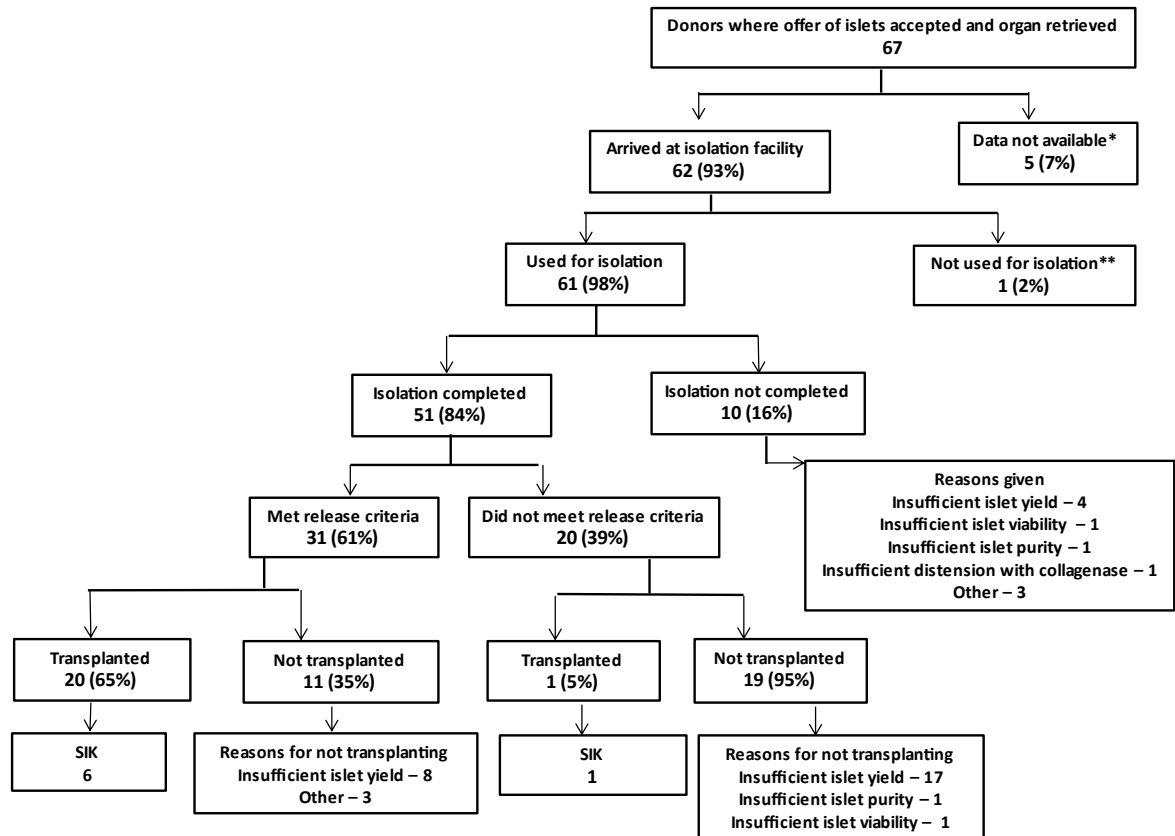 Donors where offer of islets accepted and organ retrieved
67
Arrived at isolation facility
62 (93%)
Data not available*
5 (7%)
Used for isolation
61 (98%)
Not used for isolation**
1 (2%)
Isolation completed
51 (84%)
Isolation not completed
10 (16%)
Reasons given
Insufficient islet yield – 4
Insufficient islet viability – 1
Insufficient islet purity – 1
Insufficient distension with collagenase – 1
Other – 3
Met release criteria
31 (61%)
Did not meet release criteria
20 (39%)
Transplanted
20 (65%)
Not transplanted
11 (35%)
Transplanted
1 (5%)
Not transplanted
19 (95%)
SIK
6
Reasons for not transplanting
Insufficient islet yield – 8
Other – 3
SIK
1
Reasons for not transplanting
Insufficient islet yield – 17
Insufficient islet purity – 1
Insufficient islet viability – 1